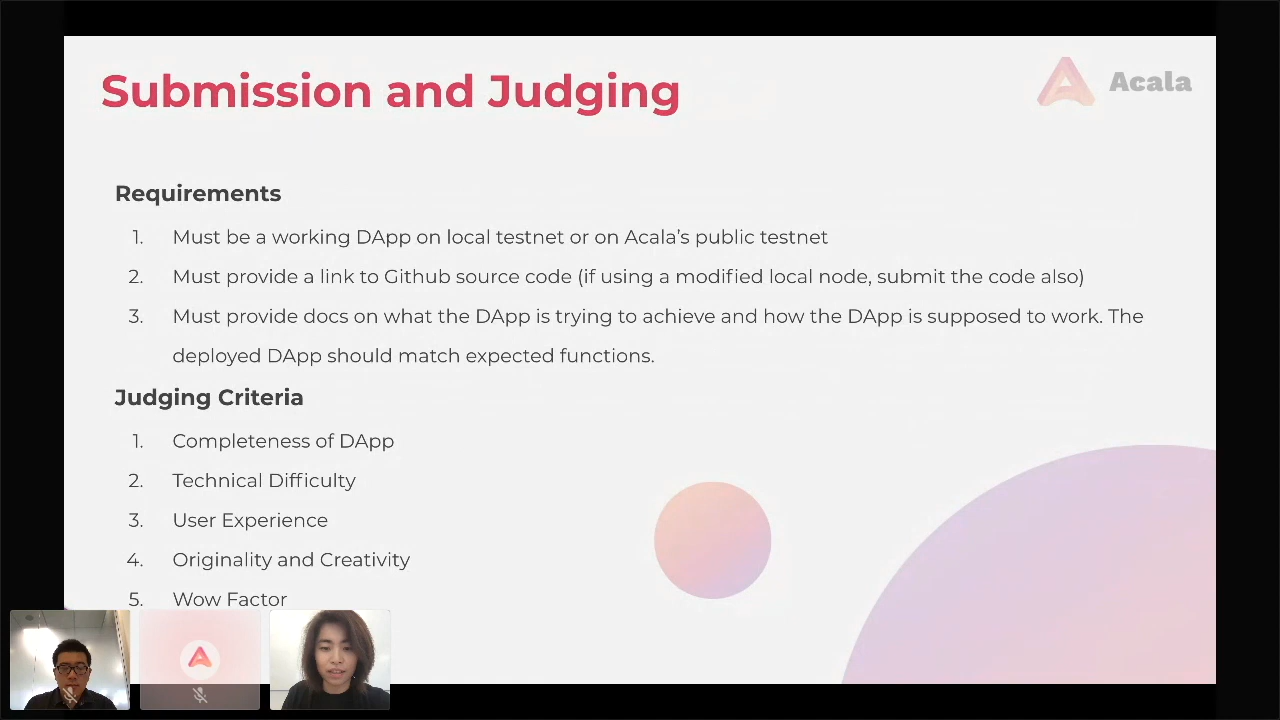 Submission and Judging
Acala
Requirements
1. Must be a working DApp on local testnet or on Acala’s public testnet
2. Must provide a link to Github source code (if using a modified local node, submit the code also)
3. Must provide docs on what the DApp is trying to achieve and how the DApp is supposed to work. The
deployed DApp should match expected functions.
Judging Criteria
1. Completeness of DApp
2. Technical Difficulty
3. User Experience
4. Originality and Creativity
5. Wow Factor